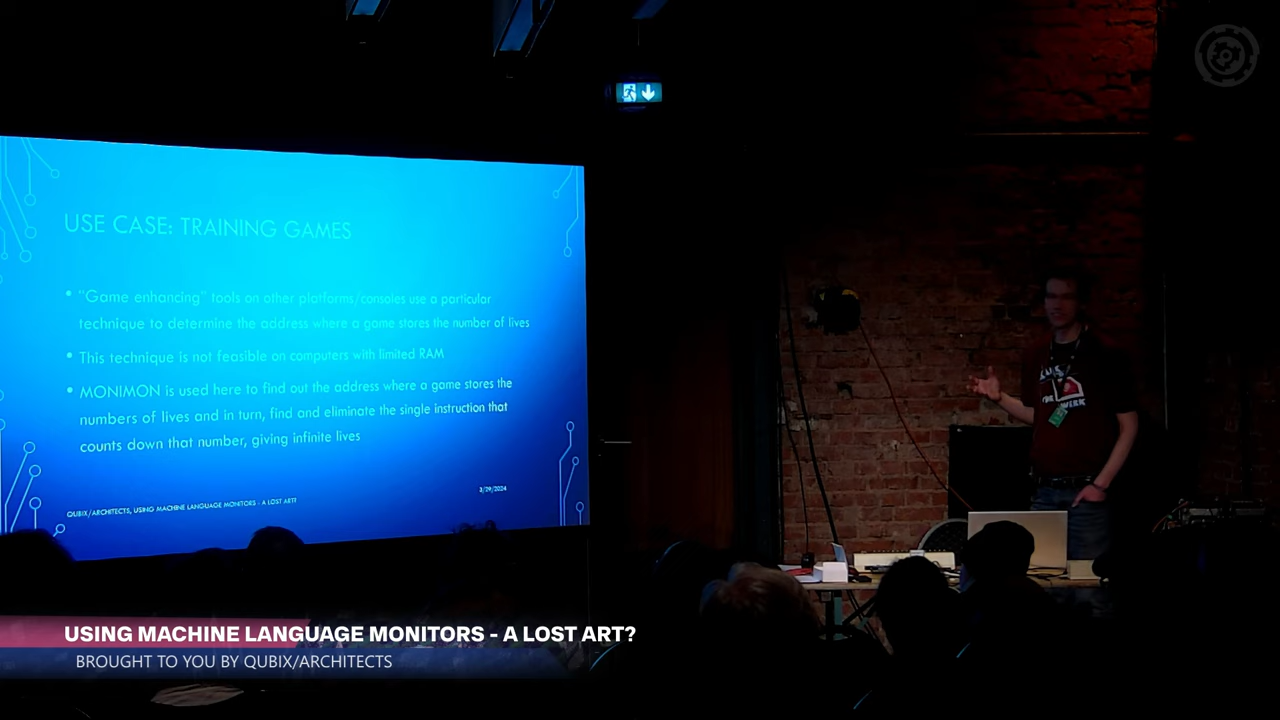 USE CASE: TRAINING GAMES
• "Game enhancing" tools on other platforms/consoles use a particular
technique to determine the address where a game stores the number of lives
• This technique is not feasible on computers with limited RAM
• MONIMON is used here to find out the address where a game stores the
numbers of lives and in turn, find and eliminate the single instruction that
counts down that number, giving infinite lives
3/29/2024
QUBIX/ARCHITECTS, USING MACHINE LANGUAGE MONITORS - A LOST ART?
USING MACHINE LANGUAGE MONITORS - A LOST ART?
BROUGHT TO YOU BY QUBIX/ARCHITECTS